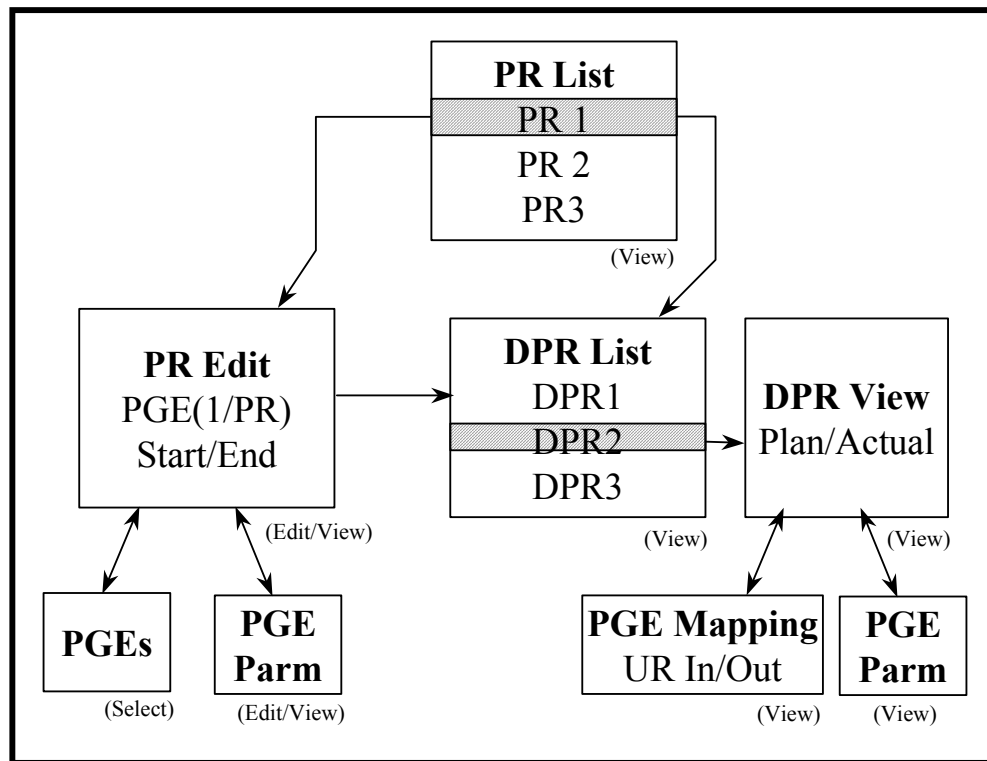 PR List
PR 1
PR 2
PR3
(View)
PR Edit
PGE(1/PR)
Start/End
(Edit/View)
DPR List
DPR1
DPR2
DPR3
(View)
DPR View
Plan/Actual
(View)
PGEs
(Select)
PGE
Parm
(Edit/View)
PGE Mapping
UR In/Out
(View)
PGE
Parm
(View)